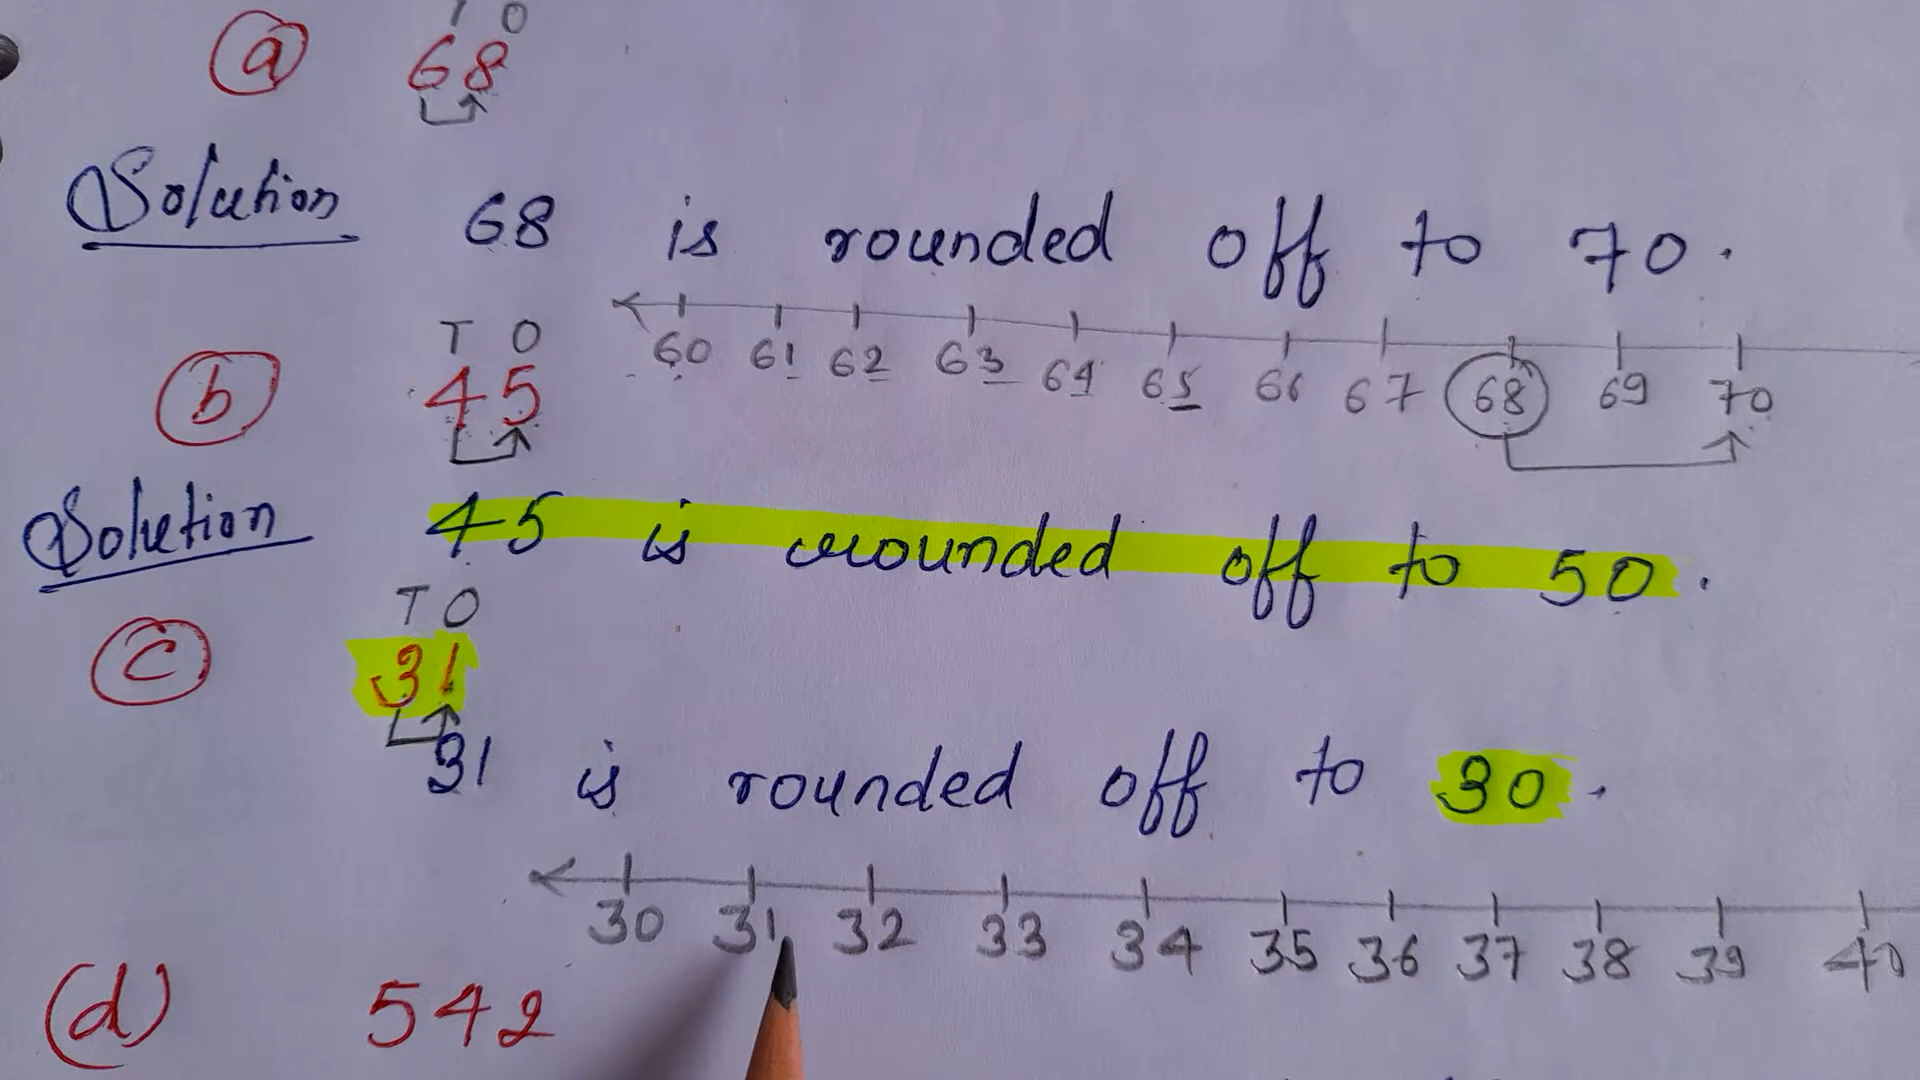 T O
(a) 68
Solution 68 is rounded off to 70.
60 61 62 63 64 65 66 67 68 69 70
T O
(b) 45
Solution 45 is rounded off to 50.
T O
(c) 31
31 is rounded off to 30.
30 31 32 33 34 35 36 37 38 39 40
(d) 542